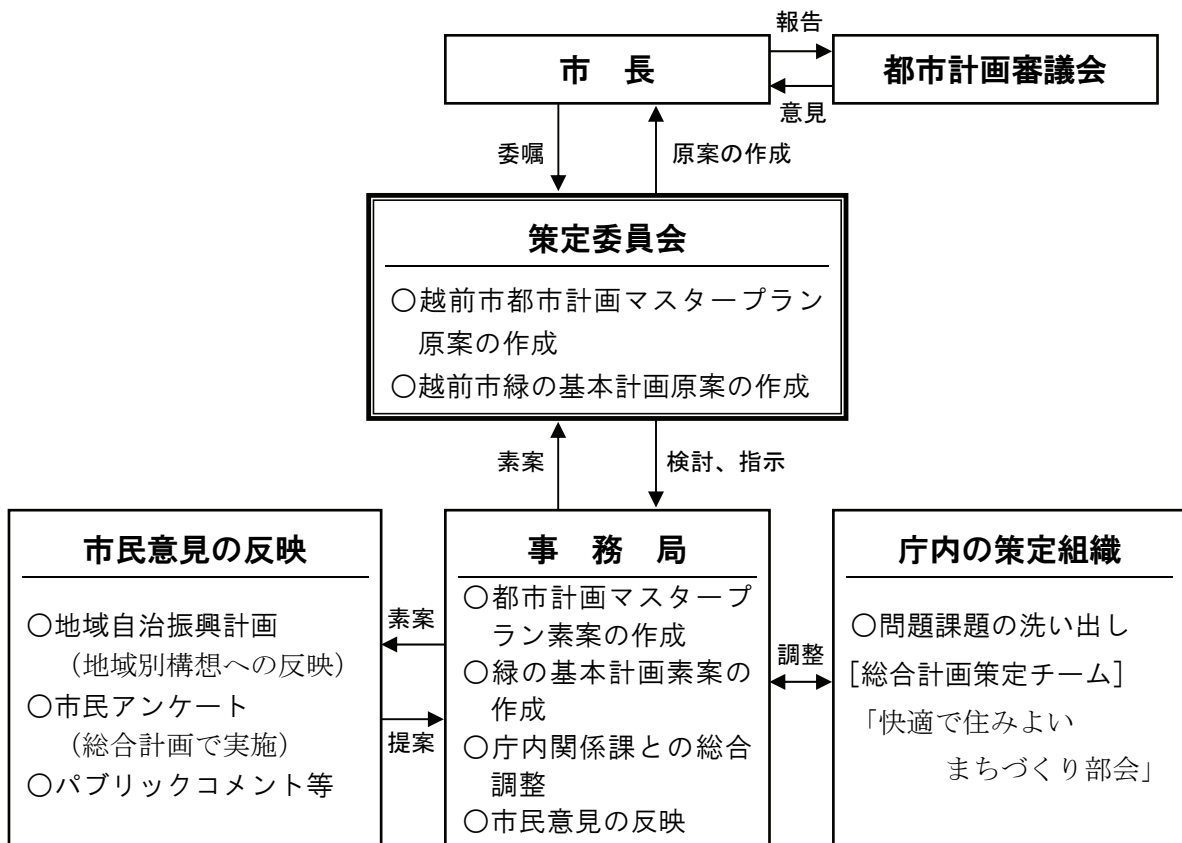 報告
市　長
都市計画審議会
意見
委嘱
原案の作成
策定委員会
○越前市都市計画マスタープラン
原案の作成
○越前市緑の基本計画原案の作成
素案
検討、指示
市民意見の反映
○地域自治振興計画
（地域別構想への反映）
○市民アンケート
（総合計画で実施）
○パブリックコメント等
素案
提案
事　務　局
○都市計画マスタープ
ラン素案の作成
○緑の基本計画素案の
作成
○庁内関係課との総合
調整
○市民意見の反映
調整
庁内の策定組織
○問題課題の洗い出し
［総合計画策定チーム］
「快適で住みよい
まちづくり部会」